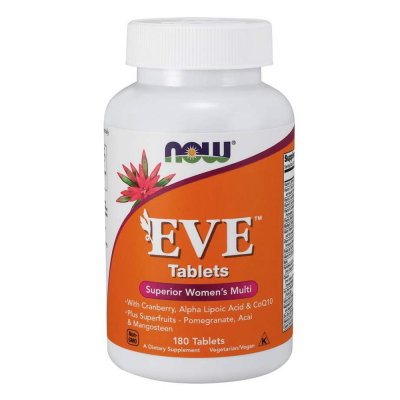 now
EVE™
Tablets
Superior Women's Multi
•With Cranberry, Alpha Lipoic Acid & CoQ10
•Plus Superfruits - Pomegranate, Acai
& Mangosteen
Non-
GMO
180 Tablets
A Dietary Supplement Vegetarian/Vegan
K